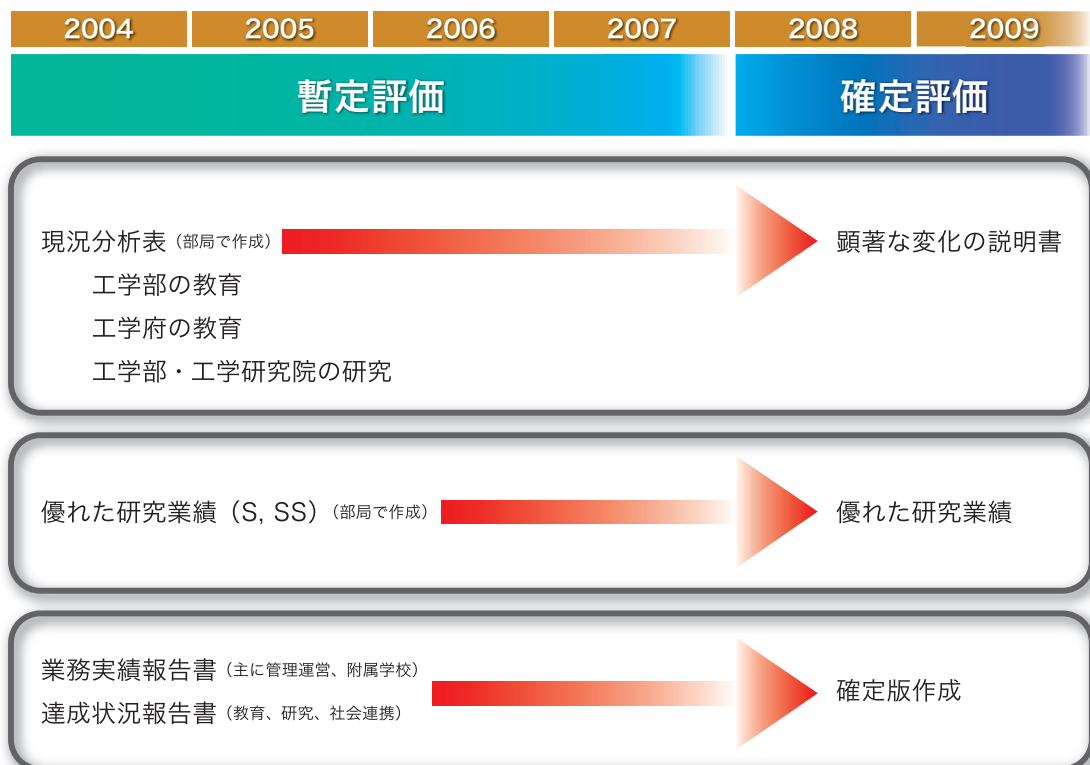 2004 2005 2006 2007 2008 2009
暫定評価 確定評価
現況分析表（部局で作成） 顕著な変化の説明書
工学部の教育
工学府の教育
工学部・工学研究院の研究
優れた研究業績（S, SS）（部局で作成） 優れた研究業績
業務実績報告書（主に管理運営、附属学校）
達成状況報告書（教育、研究、社会連携）
確定版作成